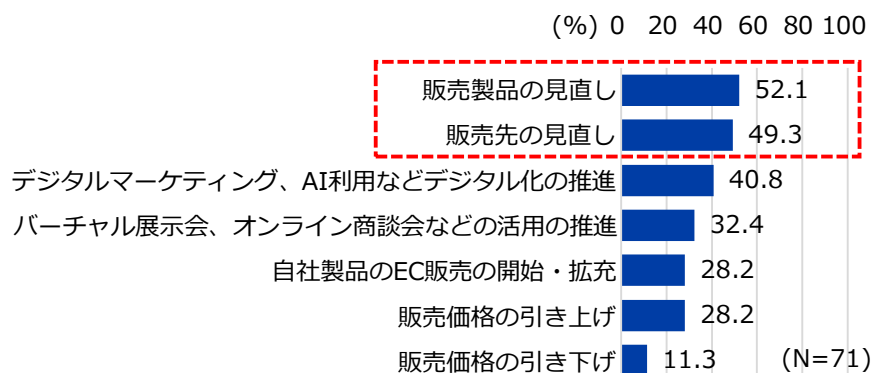 (%) 0 20 40 60 80 100
販売製品の見直し 52.1
販売先の見直し 49.3
デジタルマーケティング、AI利用などデジタル化の推進 40.8
バーチャル展示会、オンライン商談会などの活用の推進 32.4
自社製品のEC販売の開始・拡充 28.2
販売価格の引き上げ 28.2
販売価格の引き下げ 11.3 (N=71)